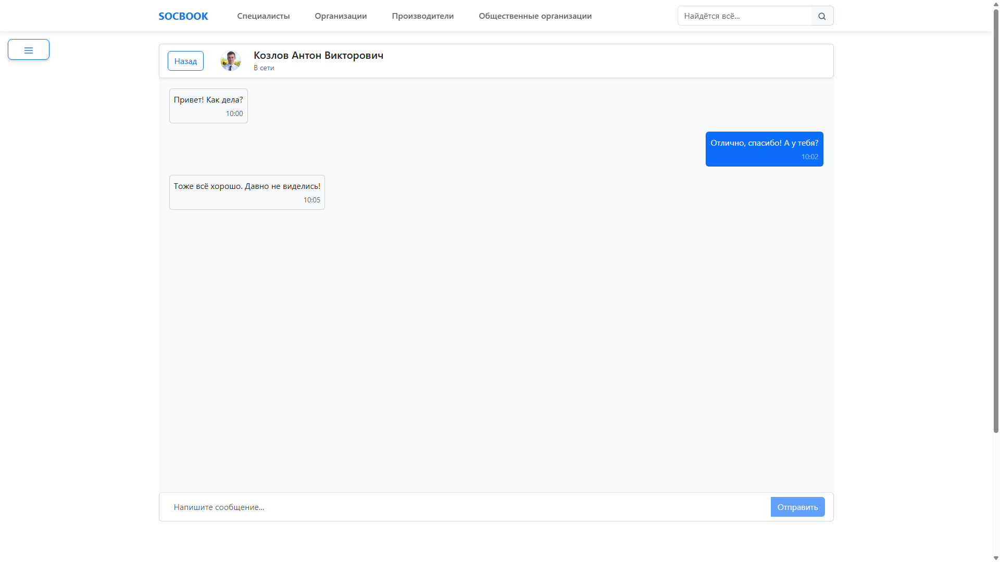 SOCBOOK Специалисты Организации Производители Общественные организации Найдётся всё...
Назад
Козлов Антон Викторович
В сети
Привет! Как дела?
10:00
Отлично, спасибо! А у тебя?
10:02
Тоже всё хорошо. Давно не виделись!
10:05
Напишите сообщение... Отправить